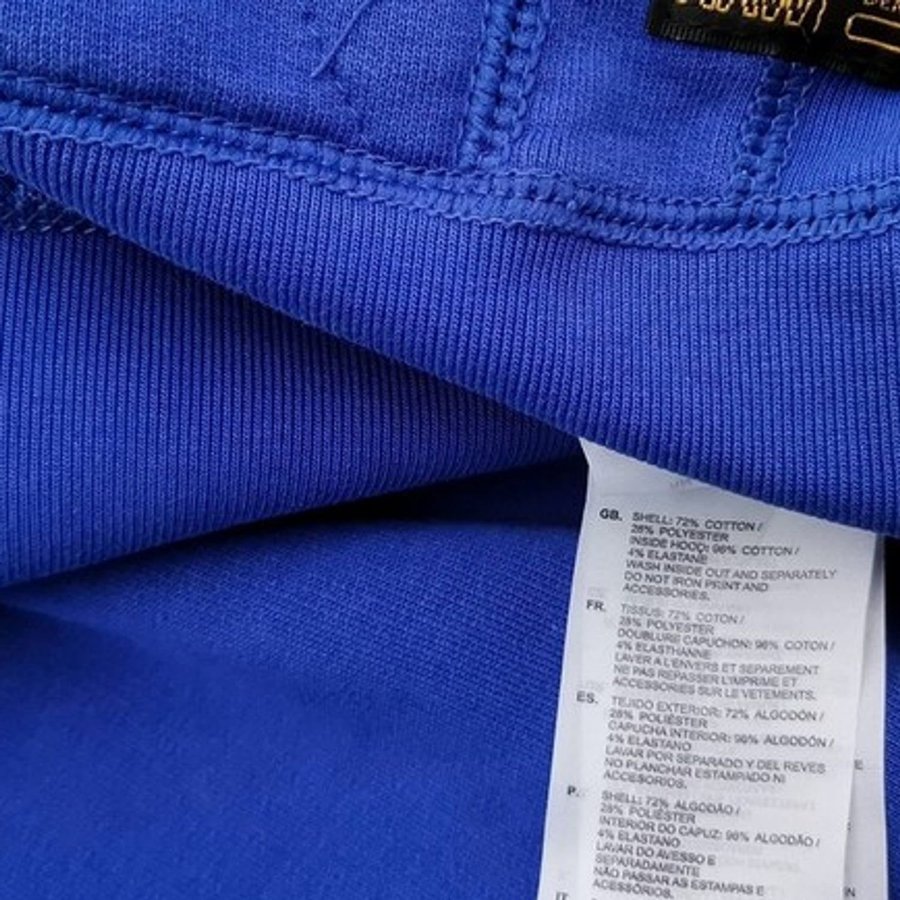 GB. SHELL: 72% COTTON /
28% POLYESTER
INSIDE HOOD: 96% COTTON /
4% ELASTANE
WASH INSIDE OUT AND SEPARATELY
DO NOT IRON PRINT AND
ACCESSORIES.
FR. TISSUS: 72% COTON /
28% POLYESTER
DOUBLURE CAPUCHON: 96% COTON /
4% ELASTHANNE
LAVER A L'ENVERS ET SEPAREMENT
NE PAS REPASSER L'IMPRIME ET
ACCESSORIES SUR LE VETEMENTS.
ES. TEJIDO EXTERIOR: 72% ALGODÓN /
28% POLIÉSTER
CAPUCHA INTERIOR: 96% ALGODÓN /
4% ELASTANO
LAVAR POR SEPARADO Y DEL REVES
NO PLANCHAR ESTAMPADO NI
ACCESORIOS.
P. SHELL: 72% ALGODÃO /
28% POLIÉSTER
INTERIOR DO CAPUZ: 96% ALGODÃO /
4% ELASTANO
LAVAR DO AVESSO E
SEPARADAMENTE
NÃO PASSAR AS ESTAMPAS E
ACESSÓRIOS
IT